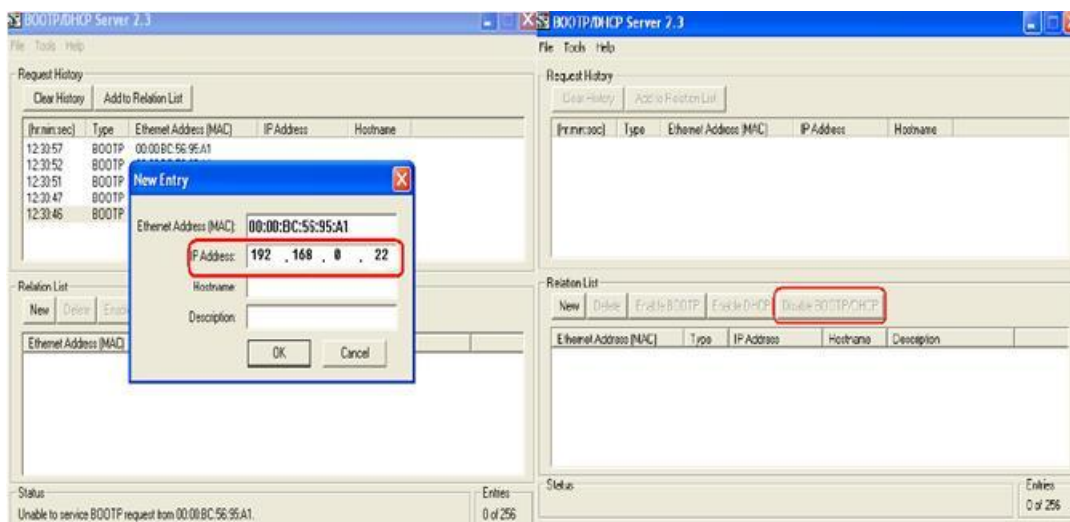 BOOTP/DHCP Server 2.3
File Tools Help
Request History
Clear History Add to Relation List
(hr:min:sec) Type Ethernet Address (MAC) IP Address Hostname
12:30:57 BOOTP 00:00:BC:56:95:A1
12:30:52 BOOTP
12:30:51 BOOTP
12:30:47 BOOTP
12:30:46 BOOTP
New Entry
Ethernet Address (MAC): 00:00:BC:56:95:A1
IP Address: 192 . 168 . 0 . 22
Hostname:
Description:
OK Cancel
Relation List
New Delete
Ethernet Address (MAC)
Status
Unable to service BOOTP request from 00:00:BC:56:95:A1.
Entries
0 of 256
BOOTP/DHCP Server 2.3
File Tools Help
Request History
Clear History Add to Relation List
(hr:min:sec) Type Ethernet Address (MAC) IP Address Hostname
Relation List
New Delete Enable BOOTP Enable DHCP Disable BOOTP/DHCP
Ethernet Address (MAC) Type IP Address Hostname Description
Status
Entries
0 of 256